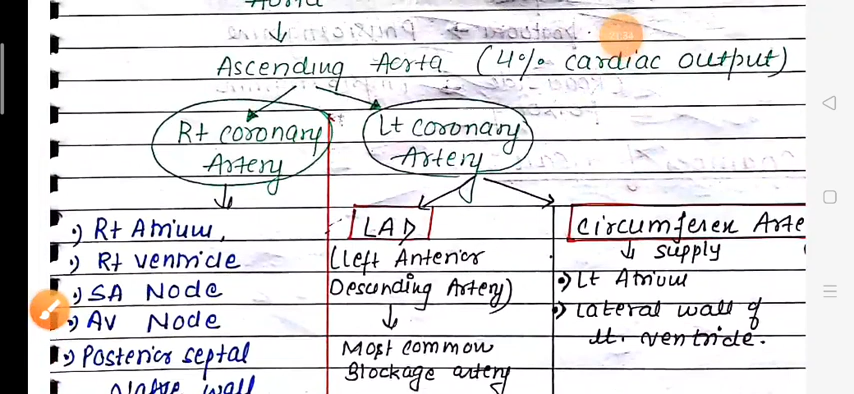 Ascending Aorta (4% cardiac output)
Rt coronary
Artery
Lt coronary
Artery
•) Rt Atrium,
•) Rt ventricle
•) SA Node
•) AV Node
•) Posterior septal
LAD
(Left Anterior
Descending Artery)
Most common
Blockage artery
Circumferex Arte
supply
•) Lt Atrium
•) Lateral wall of
lt. ventricle.